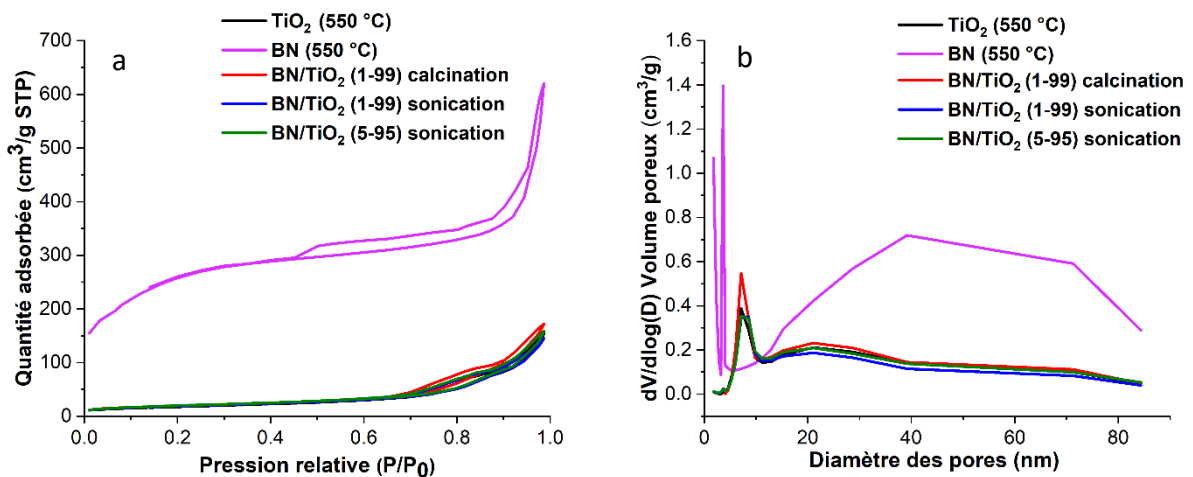 TiO₂ (550 °C)
BN (550 °C)
BN/TiO₂ (1-99) calcination
BN/TiO₂ (1-99) sonication
BN/TiO₂ (5-95) sonication
a
Quantité adsorbée (cm³/g STP)
700
600
500
400
300
200
100
0
0.0 0.2 0.4 0.6 0.8 1.0
Pression relative (P/P₀)
TiO₂ (550 °C)
BN (550 °C)
BN/TiO₂ (1-99) calcination
BN/TiO₂ (1-99) sonication
BN/TiO₂ (5-95) sonication
b
dV/dlog(D) Volume poreux (cm³/g)
1.6
1.4
1.2
1.0
0.8
0.6
0.4
0.2
0.0
0 20 40 60 80
Diamètre des pores (nm)